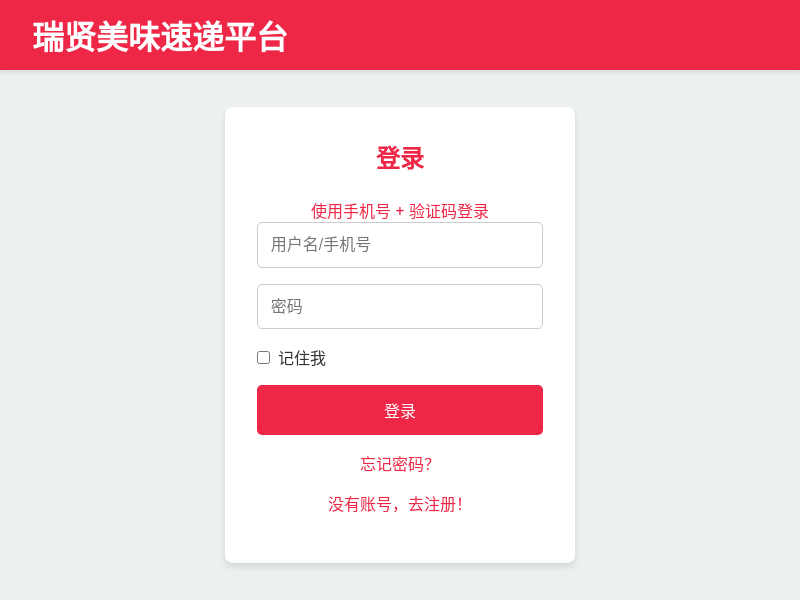 瑞贤美味速递平台
登录
使用手机号 + 验证码登录
用户名/手机号
密码
记住我
登录
忘记密码？
没有账号，去注册！